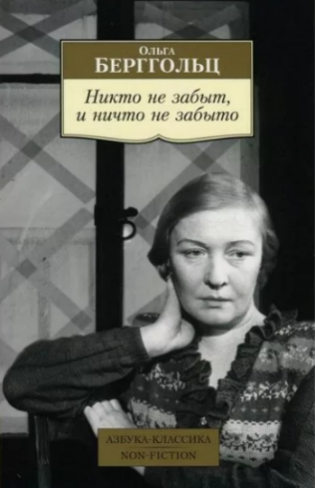 Ольга
БЕРГГОЛЬЦ
Никто не забыт,
и ничто не забыто
АЗБУКА-КЛАССИКА
NON-FICTION